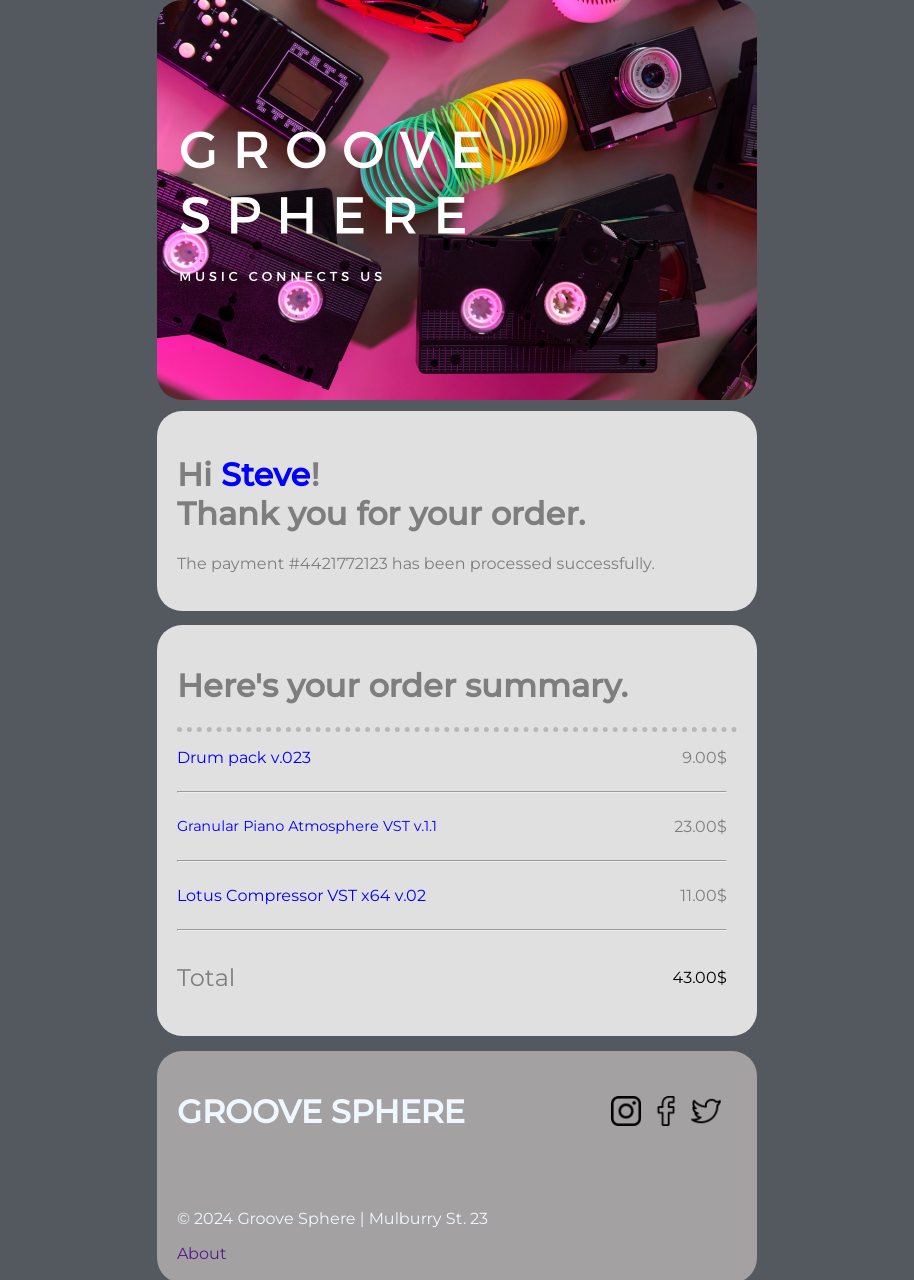 GROOVE
SPHERE
MUSIC CONNECTS US
Hi Steve!
Thank you for your order.
The payment #4421772123 has been processed successfully.
Here's your order summary.
Drum pack v.023 9.00$
Granular Piano Atmosphere VST v.1.1 23.00$
Lotus Compressor VST x64 v.02 11.00$
Total 43.00$
GROOVE SPHERE
© 2024 Groove Sphere | Mulburry St. 23
About